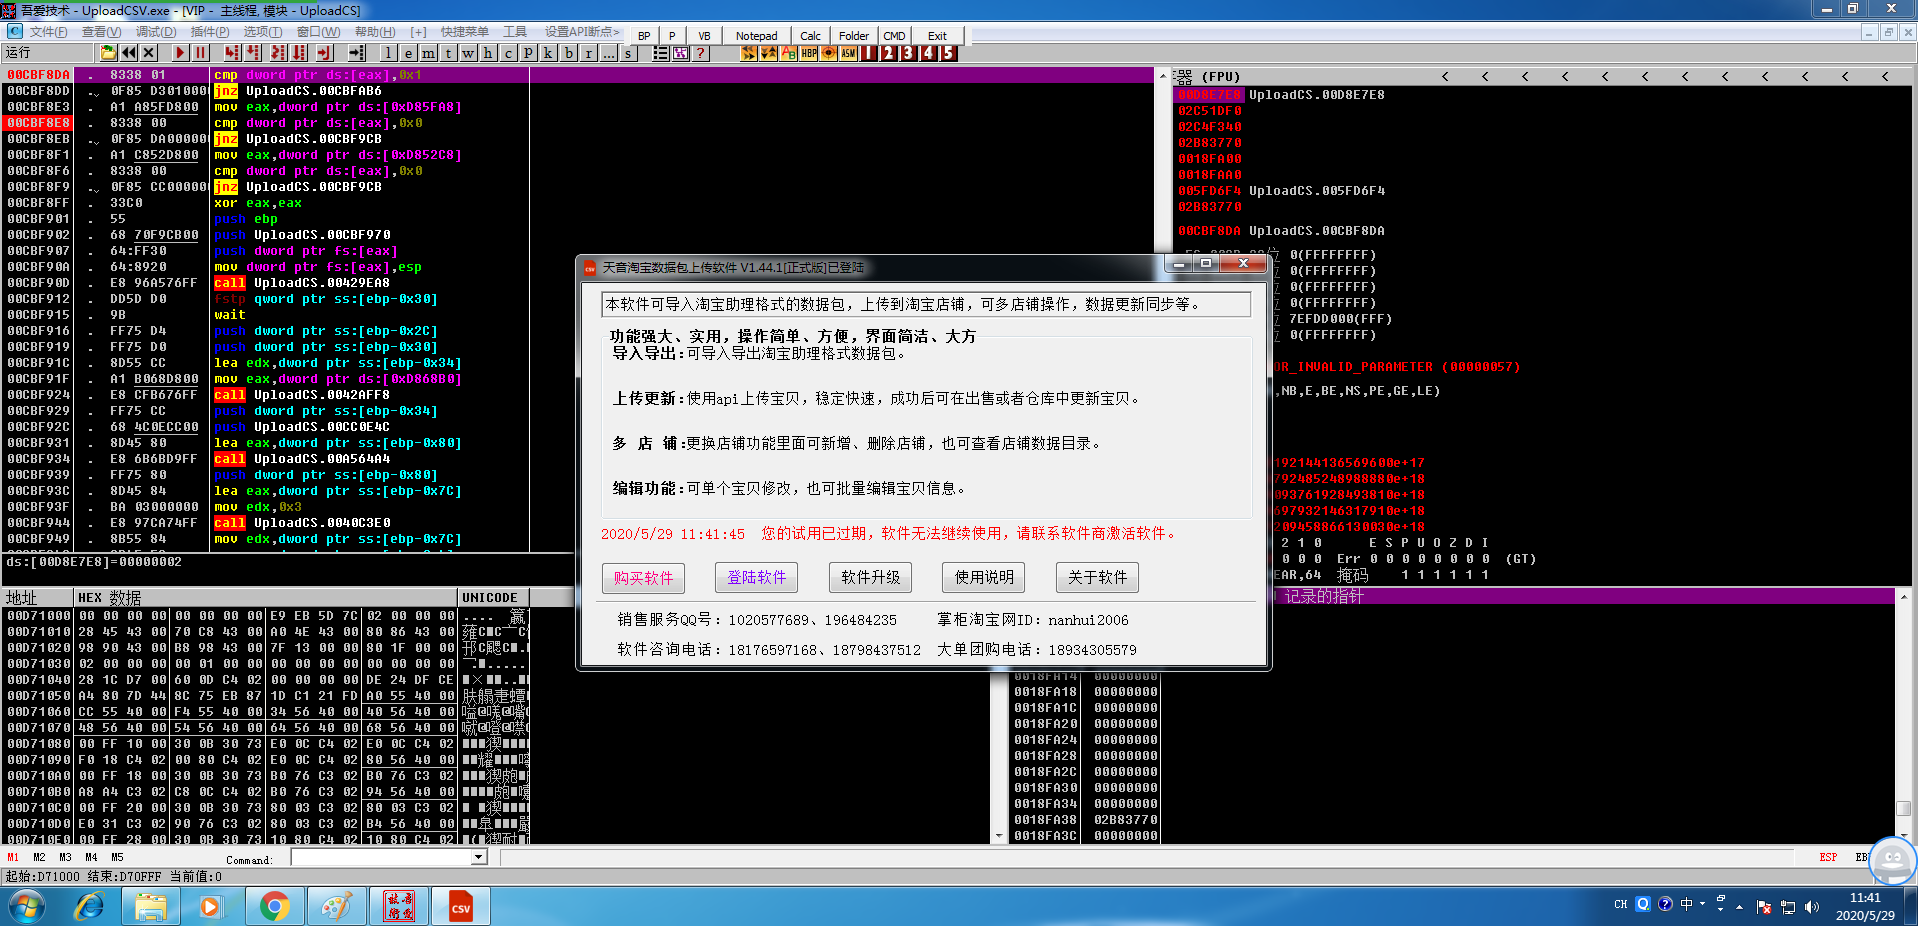 吾爱技术 - UploadCSV.exe - [VIP - 主线程, 模块 - UploadCS]
文件(F) 查看(V) 调试(D) 插件(P) 选项(T) 窗口(W) 帮助(H) [+] 快捷菜单 工具 设置API断点>
BP P VB Notepad Calc Folder CMD Exit
运行
l e m t w h c p k b r ... s
00CBF8DA . 8338 01 cmp dword ptr ds:[eax],0x1
00CBF8DD . 0F85 D301000 jnz UploadCS.00CBFAB6
00CBF8E3 . A1 A85FD800 mov eax,dword ptr ds:[0xD85FA8]
00CBF8E8 . 8338 00 cmp dword ptr ds:[eax],0x0
00CBF8EB . 0F85 DA00000 jnz UploadCS.00CBF9CB
00CBF8F1 . A1 C852D800 mov eax,dword ptr ds:[0xD852C8]
00CBF8F6 . 8338 00 cmp dword ptr ds:[eax],0x0
00CBF8F9 . 0F85 CC00000 jnz UploadCS.00CBF9CB
00CBF8FF . 33C0 xor eax,eax
00CBF901 . 55 push ebp
00CBF902 . 68 70F9CB00 push UploadCS.00CBF970
00CBF907 . 64:FF30 push dword ptr fs:[eax]
00CBF90A . 64:8920 mov dword ptr fs:[eax],esp
00CBF90D . E8 96A576FF call UploadCS.00429EA8
00CBF912 . DD5D D0 fstp qword ptr ss:[ebp-0x30]
00CBF915 . 9B wait
00CBF916 . FF75 D4 push dword ptr ss:[ebp-0x2C]
00CBF919 . FF75 D0 push dword ptr ss:[ebp-0x30]
00CBF91C . 8D55 CC lea edx,dword ptr ss:[ebp-0x34]
00CBF91F . A1 B068D800 mov eax,dword ptr ds:[0xD868B0]
00CBF924 . E8 CFB676FF call UploadCS.0042AFF8
00CBF929 . FF75 CC push dword ptr ss:[ebp-0x34]
00CBF92C . 68 4C0ECC00 push UploadCS.00CC0E4C
00CBF931 . 8D45 80 lea eax,dword ptr ss:[ebp-0x80]
00CBF934 . E8 6B6BD9FF call UploadCS.00A564A4
00CBF939 . FF75 80 push dword ptr ss:[ebp-0x80]
00CBF93C . 8D45 84 lea eax,dword ptr ss:[ebp-0x7C]
00CBF93F . BA 03000000 mov edx,0x3
00CBF944 . E8 97CA74FF call UploadCS.0040C3E0
00CBF949 . 8B55 84 mov edx,dword ptr ss:[ebp-0x7C]
ds:[00D8E7E8]=00000002
器 (FPU) < < < < < < < < < < < <
00D8E7E8 UploadCS.00D8E7E8
02C51DF0
02C4F340
02B83770
0018FA00
0018FAA0
005FD6F4 UploadCS.005FD6F4
02B83770
00CBF8DA UploadCS.00CBF8DA
0(FFFFFFFF)
0(FFFFFFFF)
0(FFFFFFFF)
0(FFFFFFFF)
7EFDD000(FFF)
0(FFFFFFFF)
OR_INVALID_PARAMETER (00000057)
,NB,E,BE,NS,PE,GE,LE)
192144136569600e+17
792485248988880e+18
093761928493810e+18
697932146317910e+18
209458866130030e+18
2 1 0 E S P U O Z D I
0 0 0 Err 0 0 0 0 0 0 0 0 (GT)
EAR,64 掩码 1 1 1 1 1 1
记录的指针
天音淘宝数据包上传软件 V1.44.1[正式版]已登陆
本软件可导入淘宝助理格式的数据包，上传到淘宝店铺，可多店铺操作，数据更新同步等。
功能强大、实用，操作简单、方便，界面简洁、大方
导入导出:可导入导出淘宝助理格式数据包。
上传更新:使用api上传宝贝，稳定快速，成功后可在出售或者仓库中更新宝贝。
多 店 铺:更换店铺功能里面可新增、删除店铺，也可查看店铺数据目录。
编辑功能:可单个宝贝修改，也可批量编辑宝贝信息。
2020/5/29 11:41:45 您的试用已过期，软件无法继续使用，请联系软件商激活软件。
购买软件 登陆软件 软件升级 使用说明 关于软件
销售服务QQ号：1020577689、196484235 掌柜淘宝网ID：nanhui2006
软件咨询电话：18176597168、18798437512 大单团购电话：18934305579
地址 HEX 数据 UNICODE
00D71000 00 00 00 00 00 00 00 00 E9 EB 5D 7C 02 00 00 00
00D71010 28 45 43 00 70 C8 43 00 A0 4E 43 00 80 86 43 00
00D71020 98 90 43 00 B8 98 43 00 7F 13 00 00 80 1F 00 00
00D71030 02 00 00 00 00 01 00 00 00 00 00 00 00 00 00 00
00D71040 28 1C D7 00 60 0D C4 02 00 00 00 00 DE 24 DF CE
00D71050 A4 80 7D 44 8C 75 EB 87 1D C1 21 FD A0 55 40 00
00D71060 CC 55 40 00 F4 55 40 00 34 56 40 00 40 56 40 00
00D71070 48 56 40 00 54 56 40 00 64 56 40 00 68 56 40 00
00D71080 00 FF 10 00 30 0B 30 73 E0 0C C4 02 E0 0C C4 02
00D71090 F0 18 C4 02 00 80 C4 02 E0 0C C4 02 80 56 40 00
00D710A0 00 FF 18 00 30 0B 30 73 B0 76 C3 02 B0 76 C3 02
00D710B0 A8 A4 C3 02 C8 0C C4 02 B0 76 C3 02 94 56 40 00
00D710C0 00 FF 20 00 30 0B 30 73 80 03 C3 02 80 03 C3 02
00D710D0 E0 31 C3 02 90 76 C3 02 80 03 C3 02 B4 56 40 00
00D710E0 00 FF 28 00 30 0B 30 73 10 80 C4 02 10 80 C4 02
0018FA14 00000000
0018FA18 00000000
0018FA1C 00000000
0018FA20 00000000
0018FA24 00000000
0018FA28 00000000
0018FA2C 00000000
0018FA30 00000000
0018FA34 00000000
0018FA38 02B83770
0018FA3C 00000000
M1 M2 M3 M4 M5 Command: ESP
起始:D71000 结束:D70FFF 当前值:0
CSV
CH 中
11:41
2020/5/29